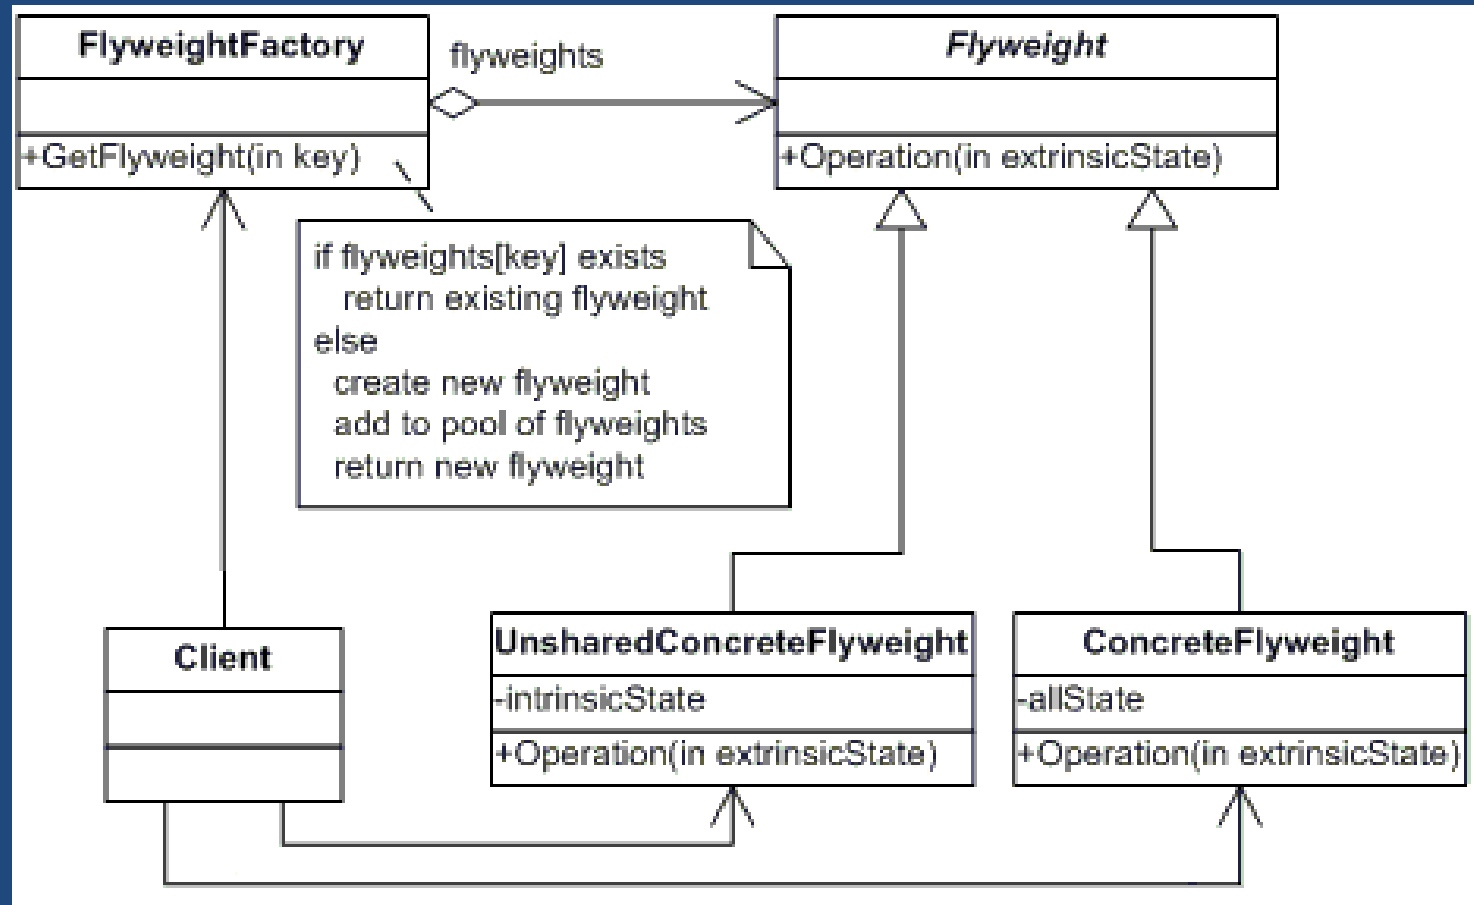 FlyweightFactory
+GetFlyweight(in key)
flyweights
Flyweight
+Operation(in extrinsicState)
if flyweights[key] exists
return existing flyweight
else
create new flyweight
add to pool of flyweights
return new flyweight
Client
UnsharedConcreteFlyweight
-intrinsicState
+Operation(in extrinsicState)
ConcreteFlyweight
-allState
+Operation(in extrinsicState)